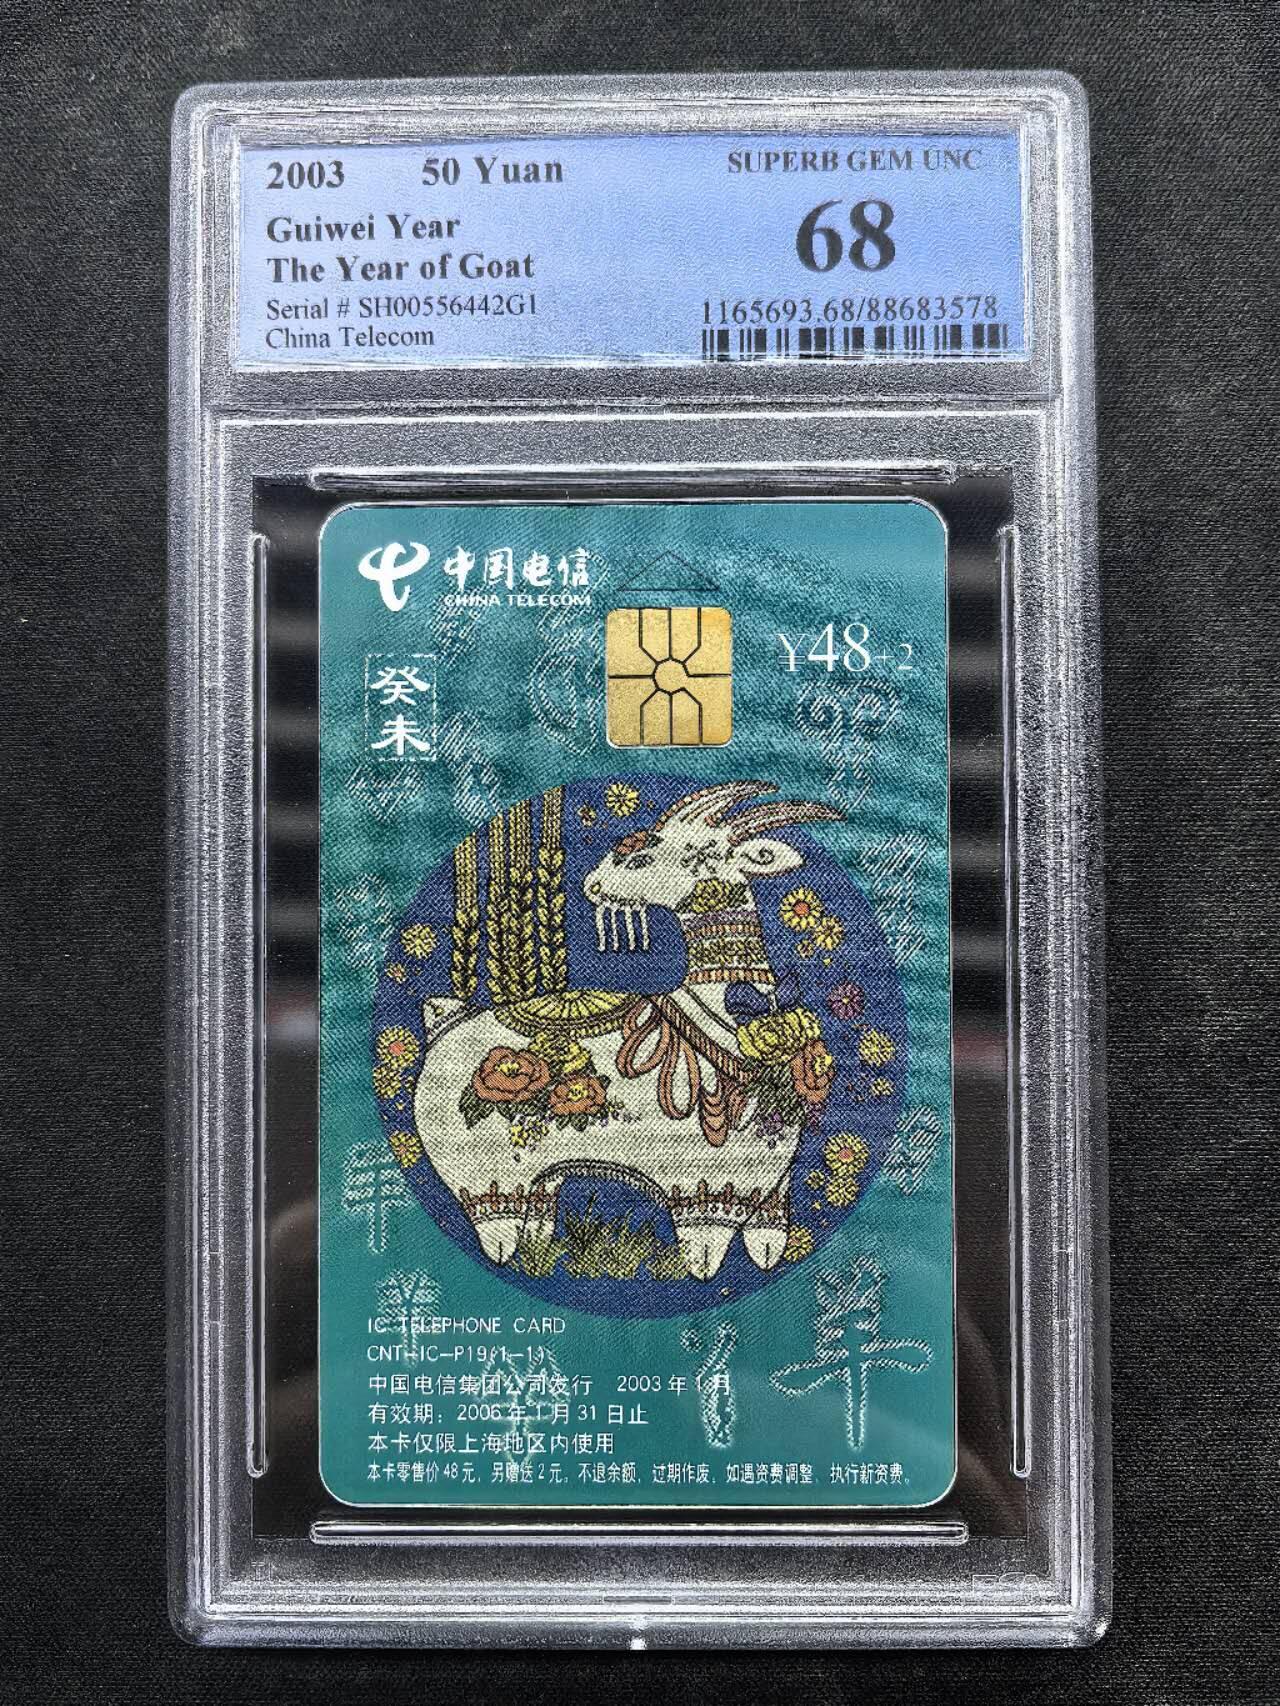 2003 50 Yuan
SUPERB GEM UNC
Guiwei Year
68
The Year of Goat
Serial # SH00556442G1
1165693.68/88683578
China Telecom
中国电信
CHINA TELECOM
¥48+2
癸未
羊
IC TELEPHONE CARD
CNT-IC-P19(1-1)
中国电信集团公司发行 2003年1月
有效期：2006年1月31日止
本卡仅限上海地区内使用
本卡零售价48元，另赠送2元，不退余额，过期作废，如遇资费调整，执行新资费。